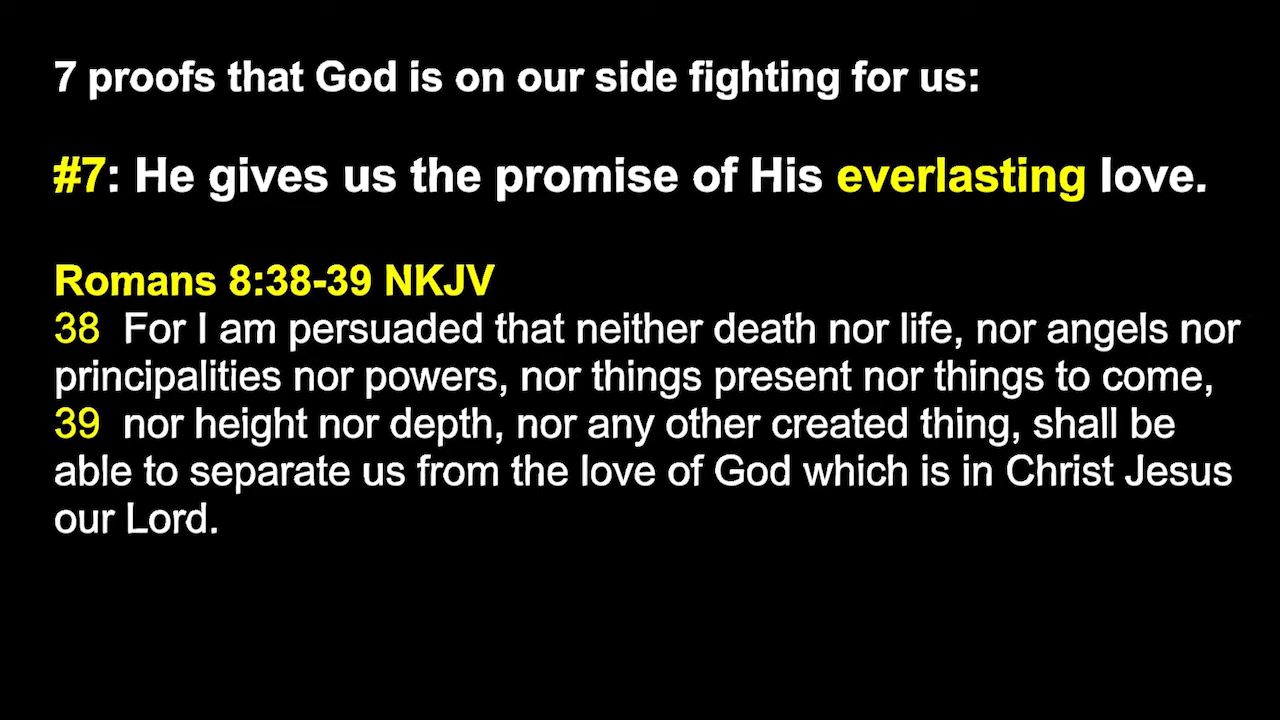 7 proofs that God is on our side fighting for us:
#7: He gives us the promise of His everlasting love.
Romans 8:38-39 NKJV
38 For I am persuaded that neither death nor life, nor angels nor
principalities nor powers, nor things present nor things to come,
39 nor height nor depth, nor any other created thing, shall be
able to separate us from the love of God which is in Christ Jesus
our Lord.